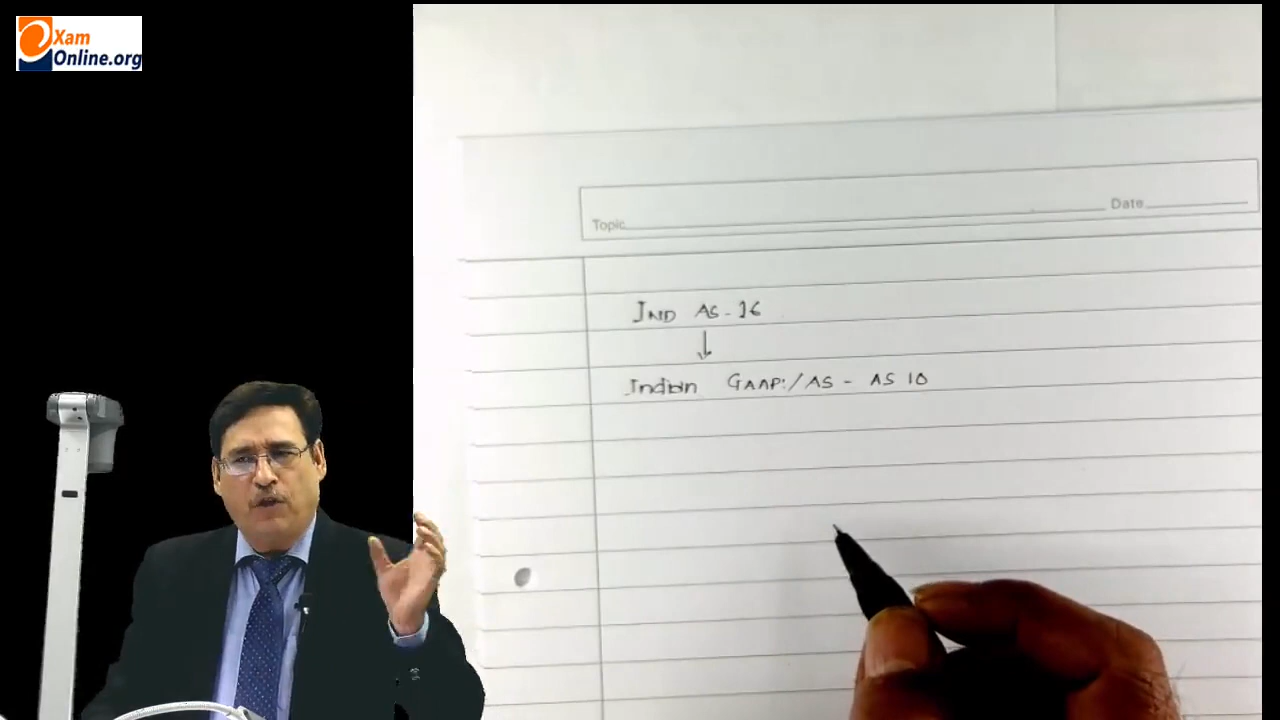 Xam
Online.org
Topic
Date
IND AS - 16
Indian GAAP:/AS - AS 10